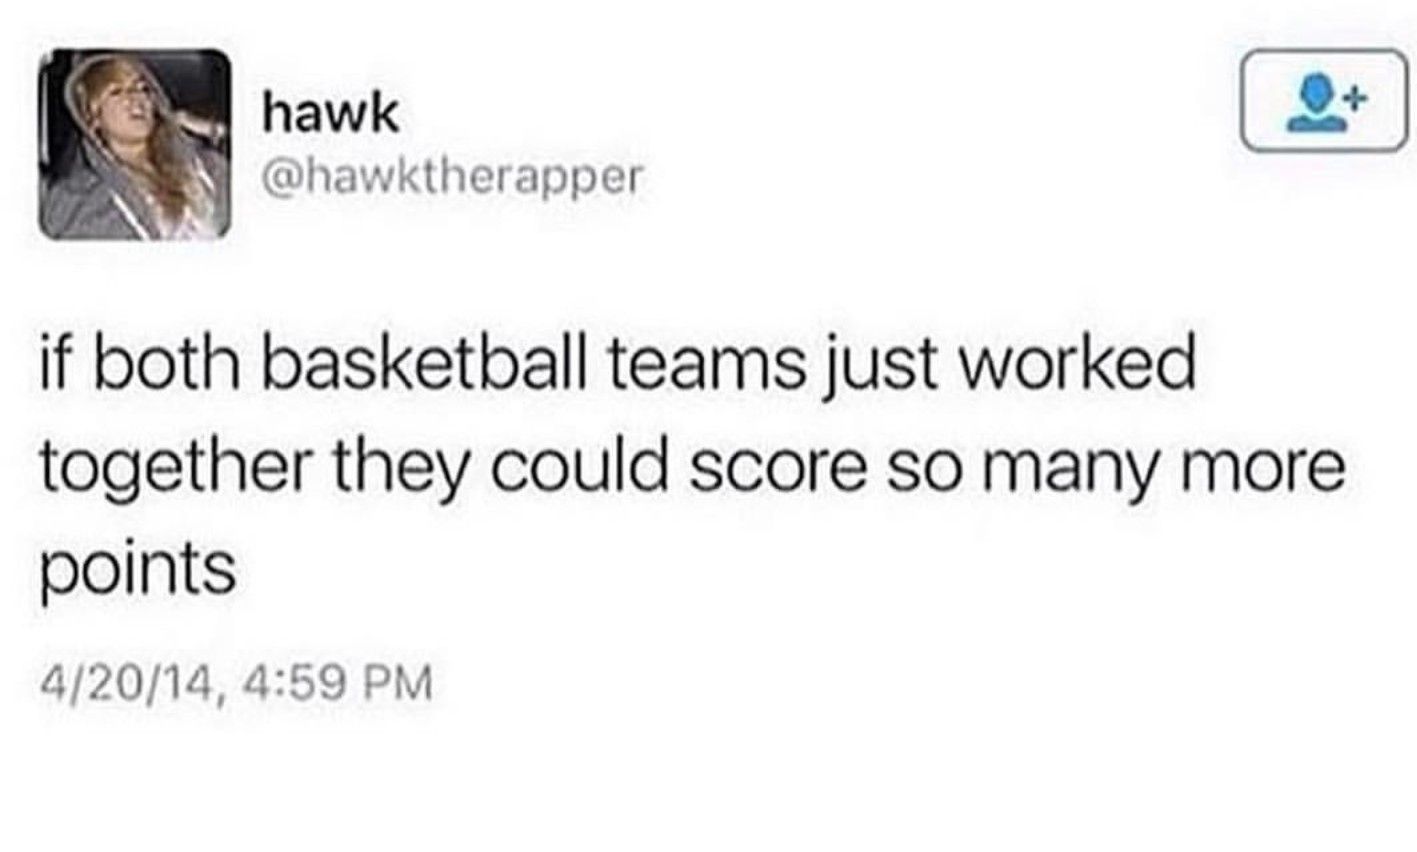 hawk
@hawktherapper
if both basketball teams just worked
together they could score so many more
points
4/20/14, 4:59 PM